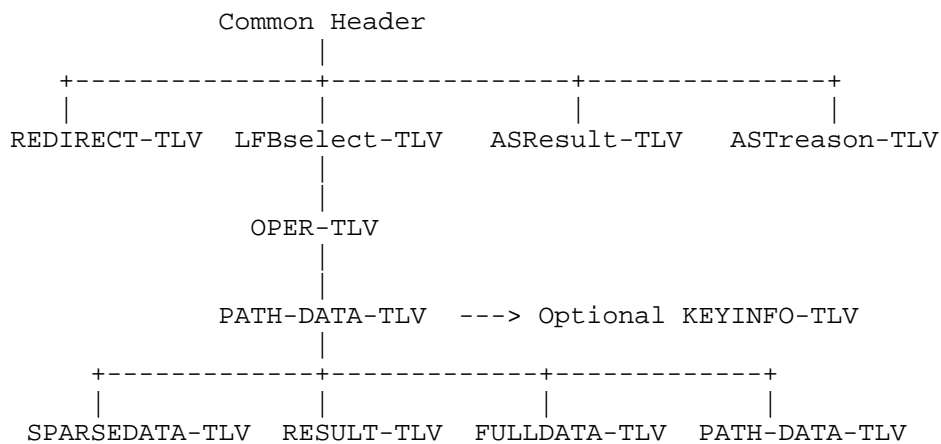 Common Header
REDIRECT-TLV LFBselect-TLV ASResult-TLV ASTreason-TLV
OPER-TLV
PATH-DATA-TLV ---> Optional KEYINFO-TLV
SPARSEDATA-TLV RESULT-TLV FULLDATA-TLV PATH-DATA-TLV